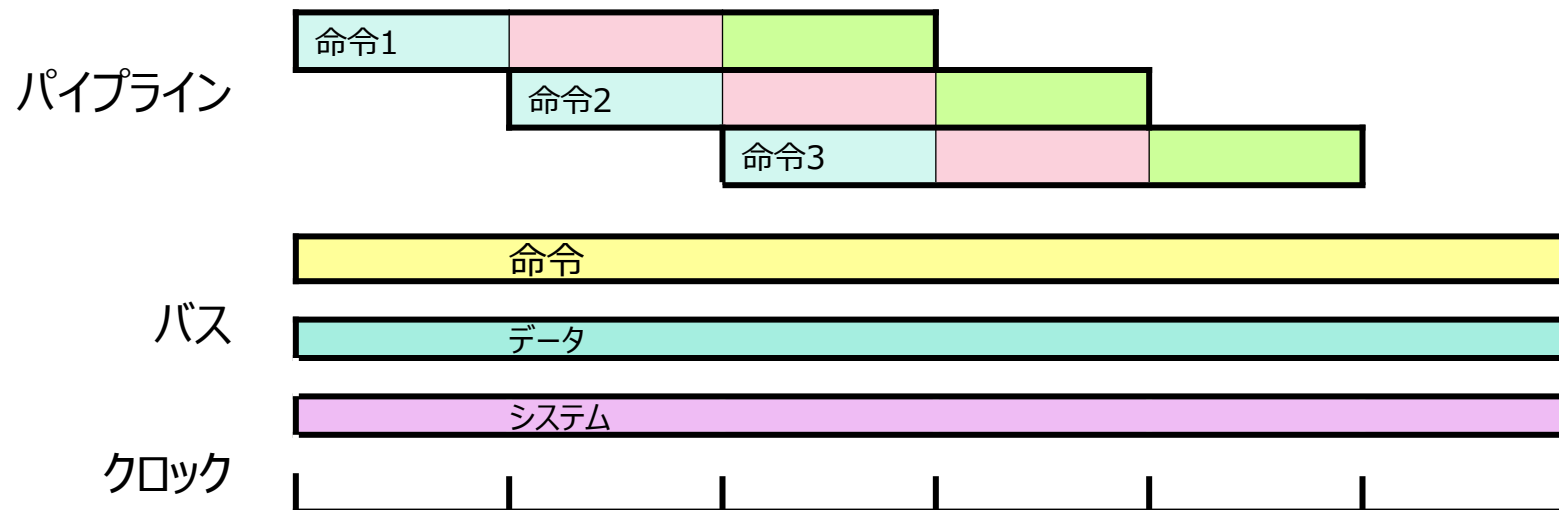 命令1
パイプライン
命令2
命令3
命令
バス
データ
システム
クロック